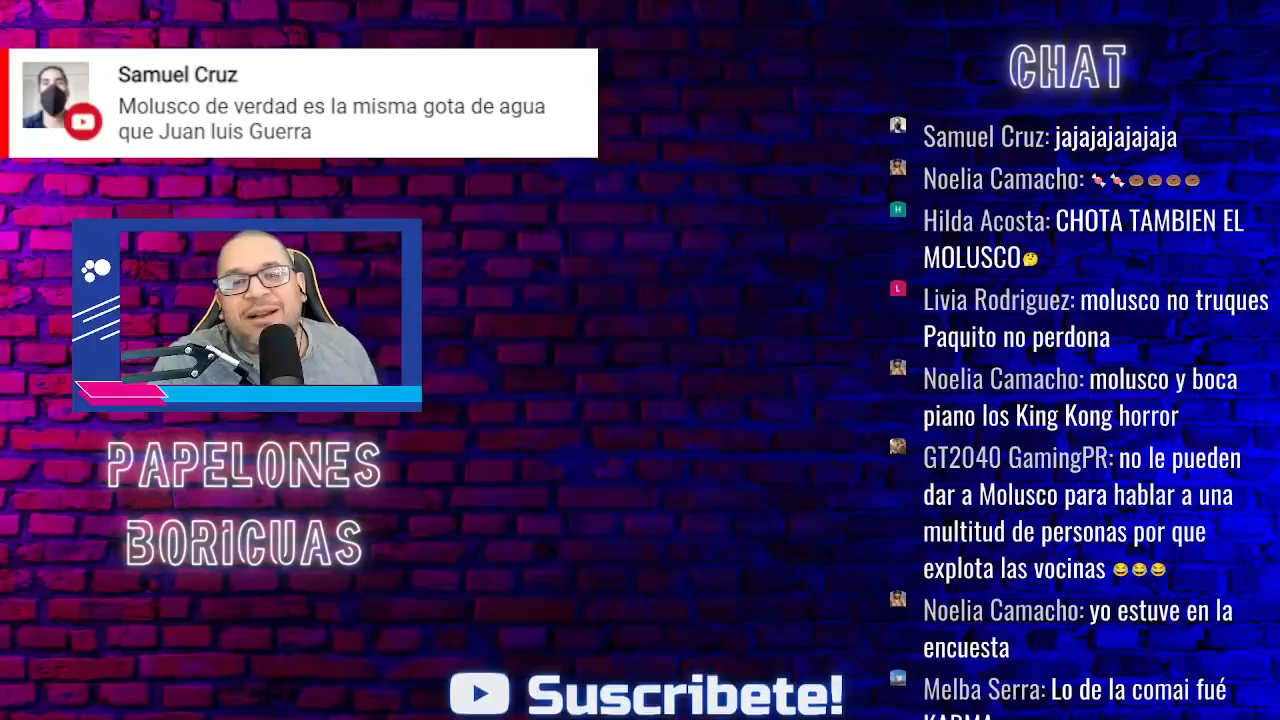 Samuel Cruz
Molusco de verdad es la misma gota de agua
que Juan luis Guerra
PAPELONES
BORICUAS
CHAT
Samuel Cruz: jajajajajajaja
Noelia Camacho: 🍬🍬🍩🍩🍩🍩
H
Hilda Acosta: CHOTA TAMBIEN EL
MOLUSCO🤔
L
Livia Rodriguez: molusco no truques
Paquito no perdona
Noelia Camacho: molusco y boca
piano los King Kong horror
GT2040 GamingPR: no le pueden
dar a Molusco para hablar a una
multitud de personas por que
explota las vocinas 😂😂😂
Noelia Camacho: yo estuve en la
encuesta
Melba Serra: Lo de la comai fué
KARMA
Suscribete!